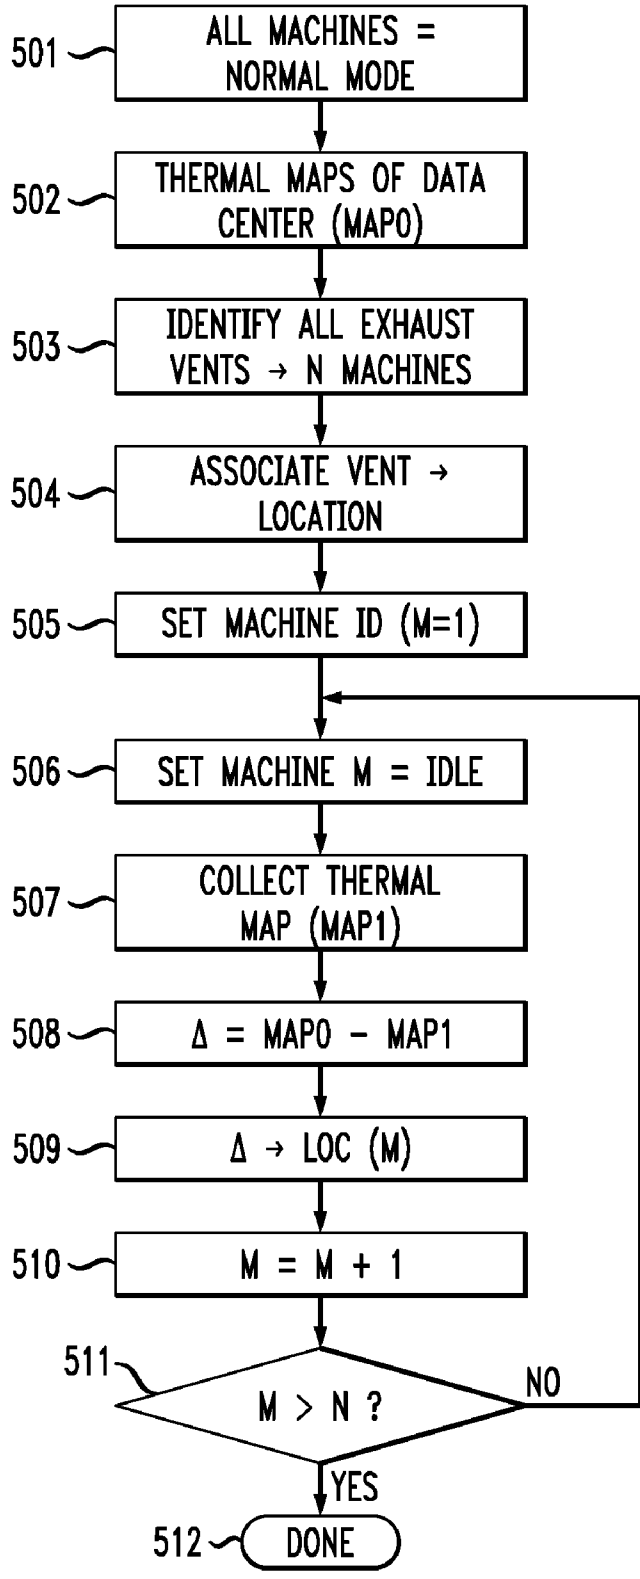 501
ALL MACHINES =
NORMAL MODE
502
THERMAL MAPS OF DATA
CENTER (MAP0)
503
IDENTIFY ALL EXHAUST
VENTS → N MACHINES
504
ASSOCIATE VENT →
LOCATION
505
SET MACHINE ID (M=1)
506
SET MACHINE M = IDLE
507
COLLECT THERMAL
MAP (MAP1)
508
Δ = MAP0 - MAP1
509
Δ → LOC (M)
510
M = M + 1
511
M > N ?
NO
YES
512
DONE